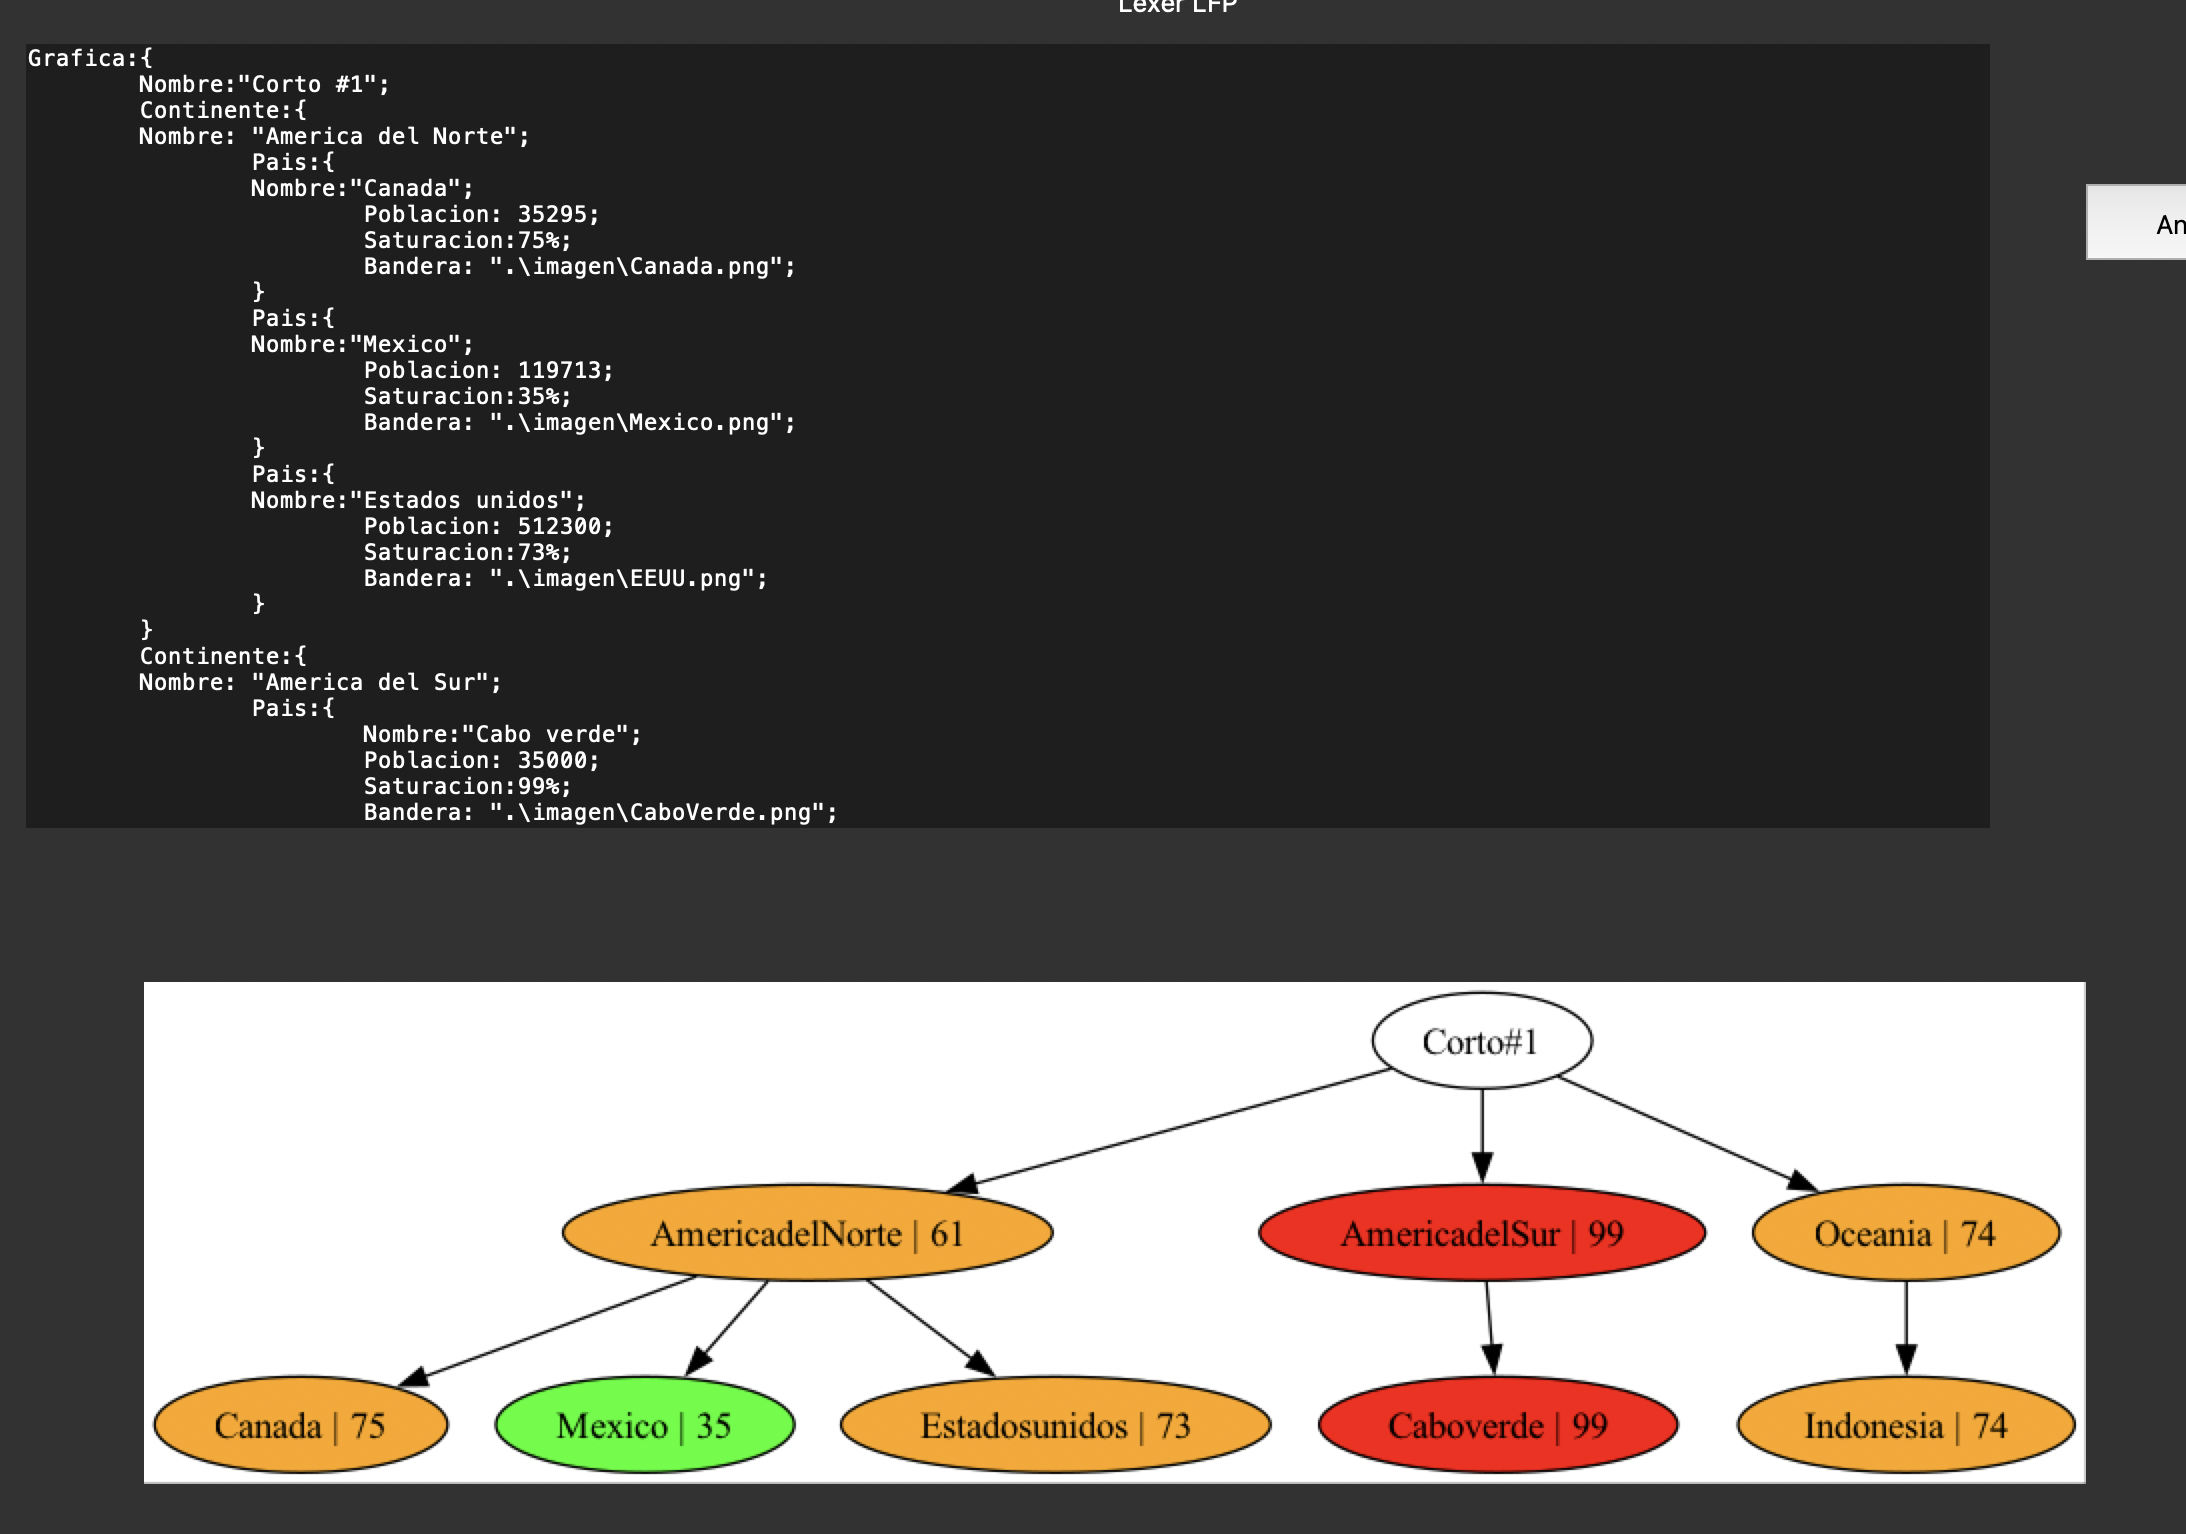 Lexer LFP
Grafica:{
Nombre:"Corto #1";
Continente:{
Nombre: "America del Norte";
Pais:{
Nombre:"Canada";
Poblacion: 35295;
Saturacion:75%;
Bandera: ".\imagen\Canada.png";
}
Pais:{
Nombre:"Mexico";
Poblacion: 119713;
Saturacion:35%;
Bandera: ".\imagen\Mexico.png";
}
Pais:{
Nombre:"Estados unidos";
Poblacion: 512300;
Saturacion:73%;
Bandera: ".\imagen\EEUU.png";
}
}
Continente:{
Nombre: "America del Sur";
Pais:{
Nombre:"Cabo verde";
Poblacion: 35000;
Saturacion:99%;
Bandera: ".\imagen\CaboVerde.png";
An
Corto#1
AmericadelNorte | 61
AmericadelSur | 99
Oceania | 74
Canada | 75
Mexico | 35
Estadosunidos | 73
Caboverde | 99
Indonesia | 74